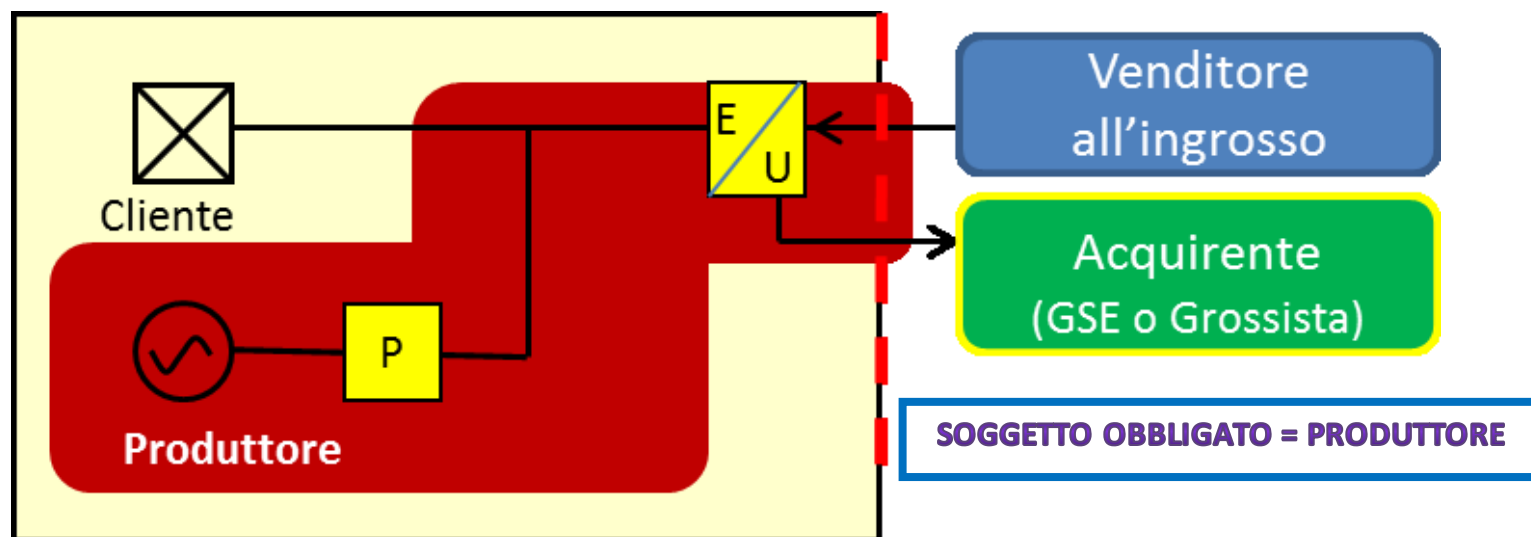 E
U
Venditore
all’ingrosso
Cliente
Acquirente
(GSE o Grossista)
P
Produttore
SOGGETTO OBBLIGATO = PRODUTTORE